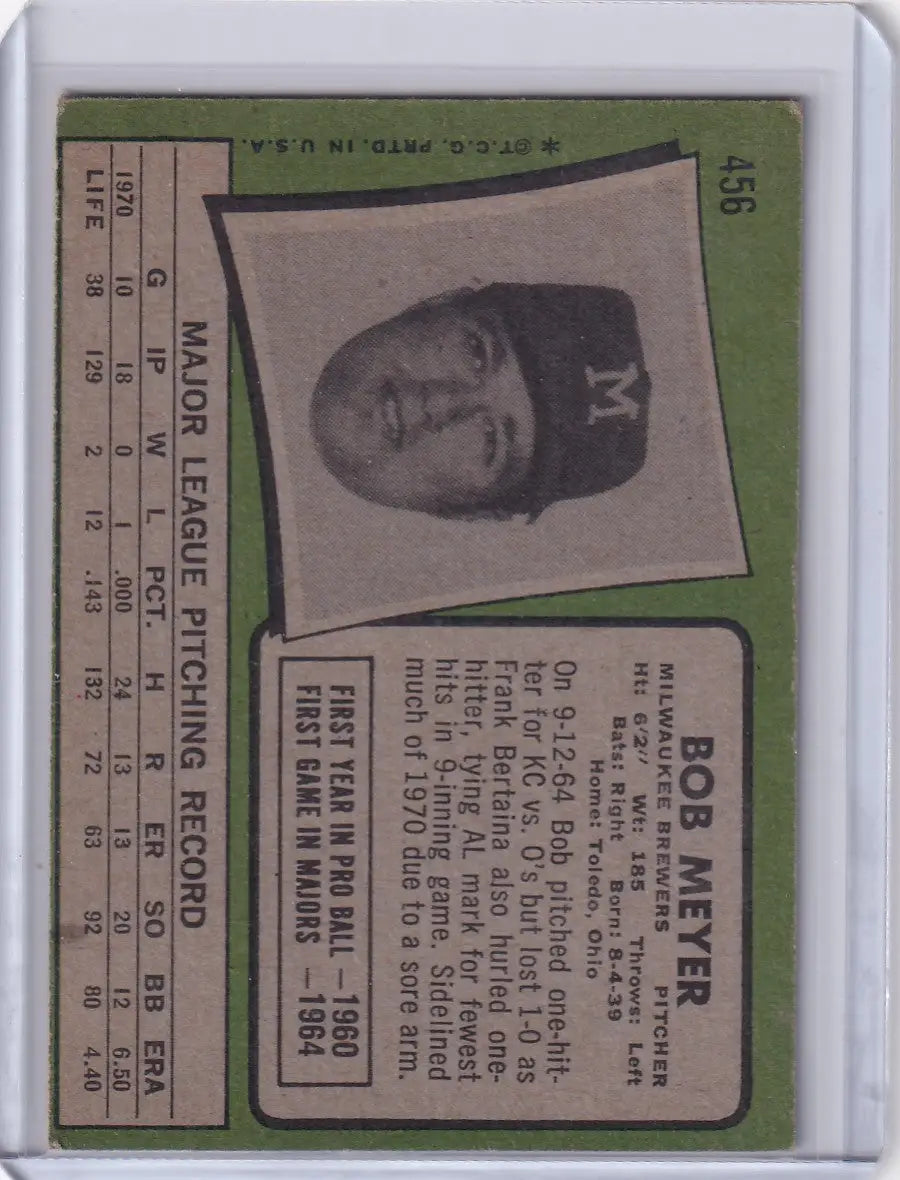 456
BOB MEYER
MILWAUKEE BREWERS PITCHER
Ht: 6'2" Wt: 185 Throws: Left
Bats: Right Born: 8-4-39
Home: Toledo, Ohio
On 9-12-64 Bob pitched one-hit-
ter for KC vs. O's but lost 1-0 as
Frank Bertaina also hurled one-
hitter, tying AL mark for fewest
hits in 9-inning game. Sidelined
much of 1970 due to a sore arm.
FIRST YEAR IN PRO BALL —1960
FIRST GAME IN MAJORS —1964
M
*©T.C.G. PRTD. IN U.S.A.
MAJOR LEAGUE PITCHING RECORD
G IP W L PCT. H R ER SO BB ERA
1970 10 18 0 1 .000 24 13 13 20 12 6.50
LIFE 38 129 2 12 .143 132 72 63 92 80 4.40